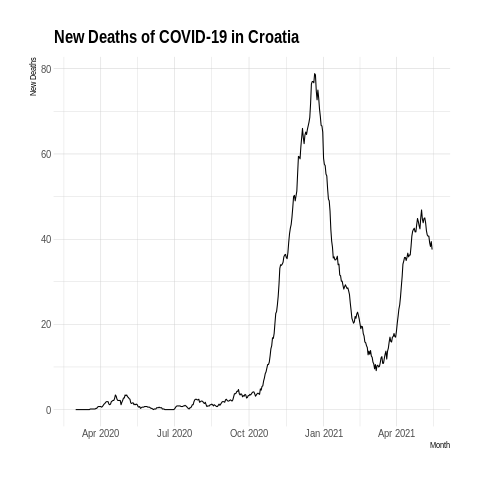 New Deaths of COVID-19 in Croatia
New Deaths
80
60
40
20
0
Apr 2020 Jul 2020 Oct 2020 Jan 2021 Apr 2021
Month